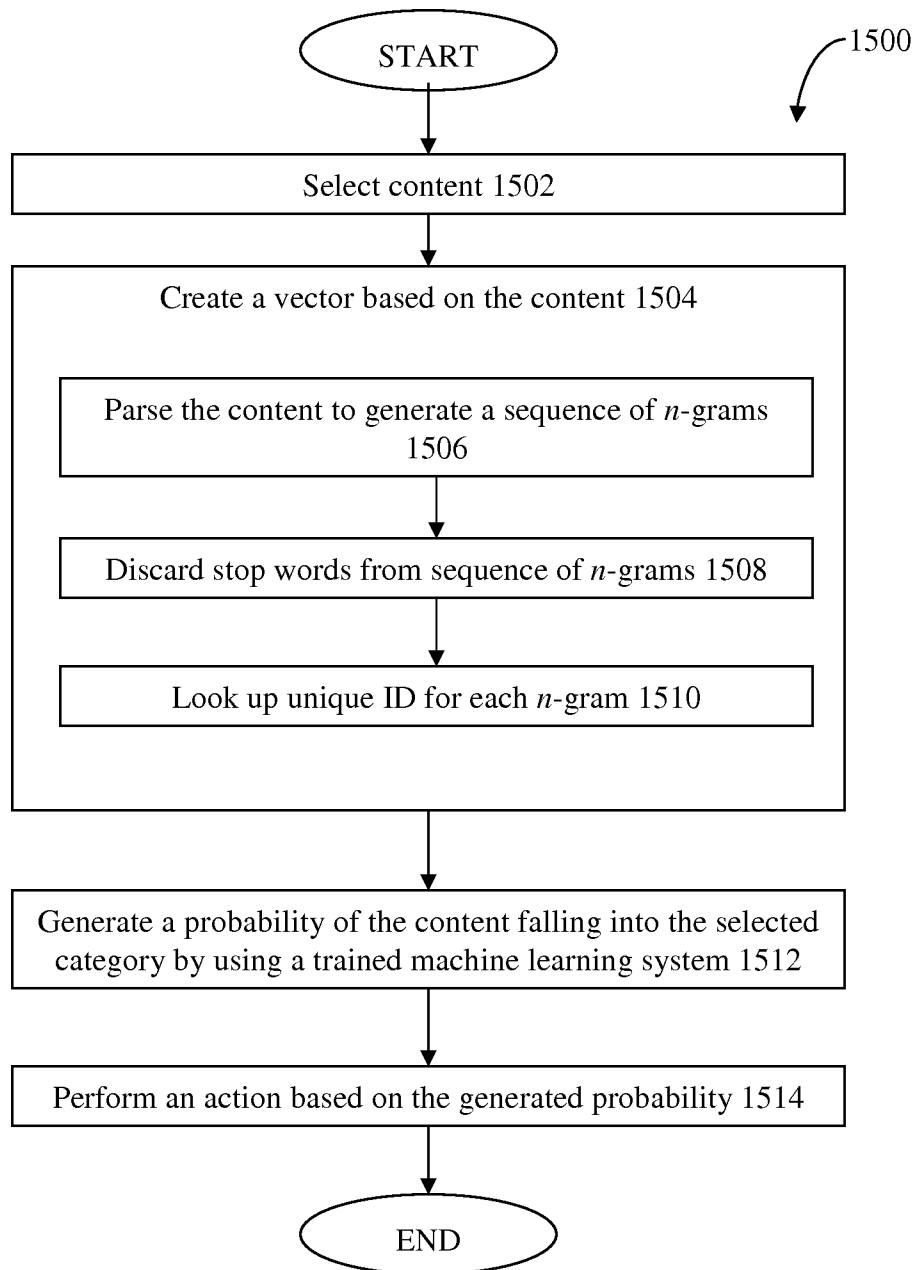 START
1500
Select content 1502
Create a vector based on the content 1504
Parse the content to generate a sequence of n-grams
1506
Discard stop words from sequence of n-grams 1508
Look up unique ID for each n-gram 1510
Generate a probability of the content falling into the selected
category by using a trained machine learning system 1512
Perform an action based on the generated probability 1514
END